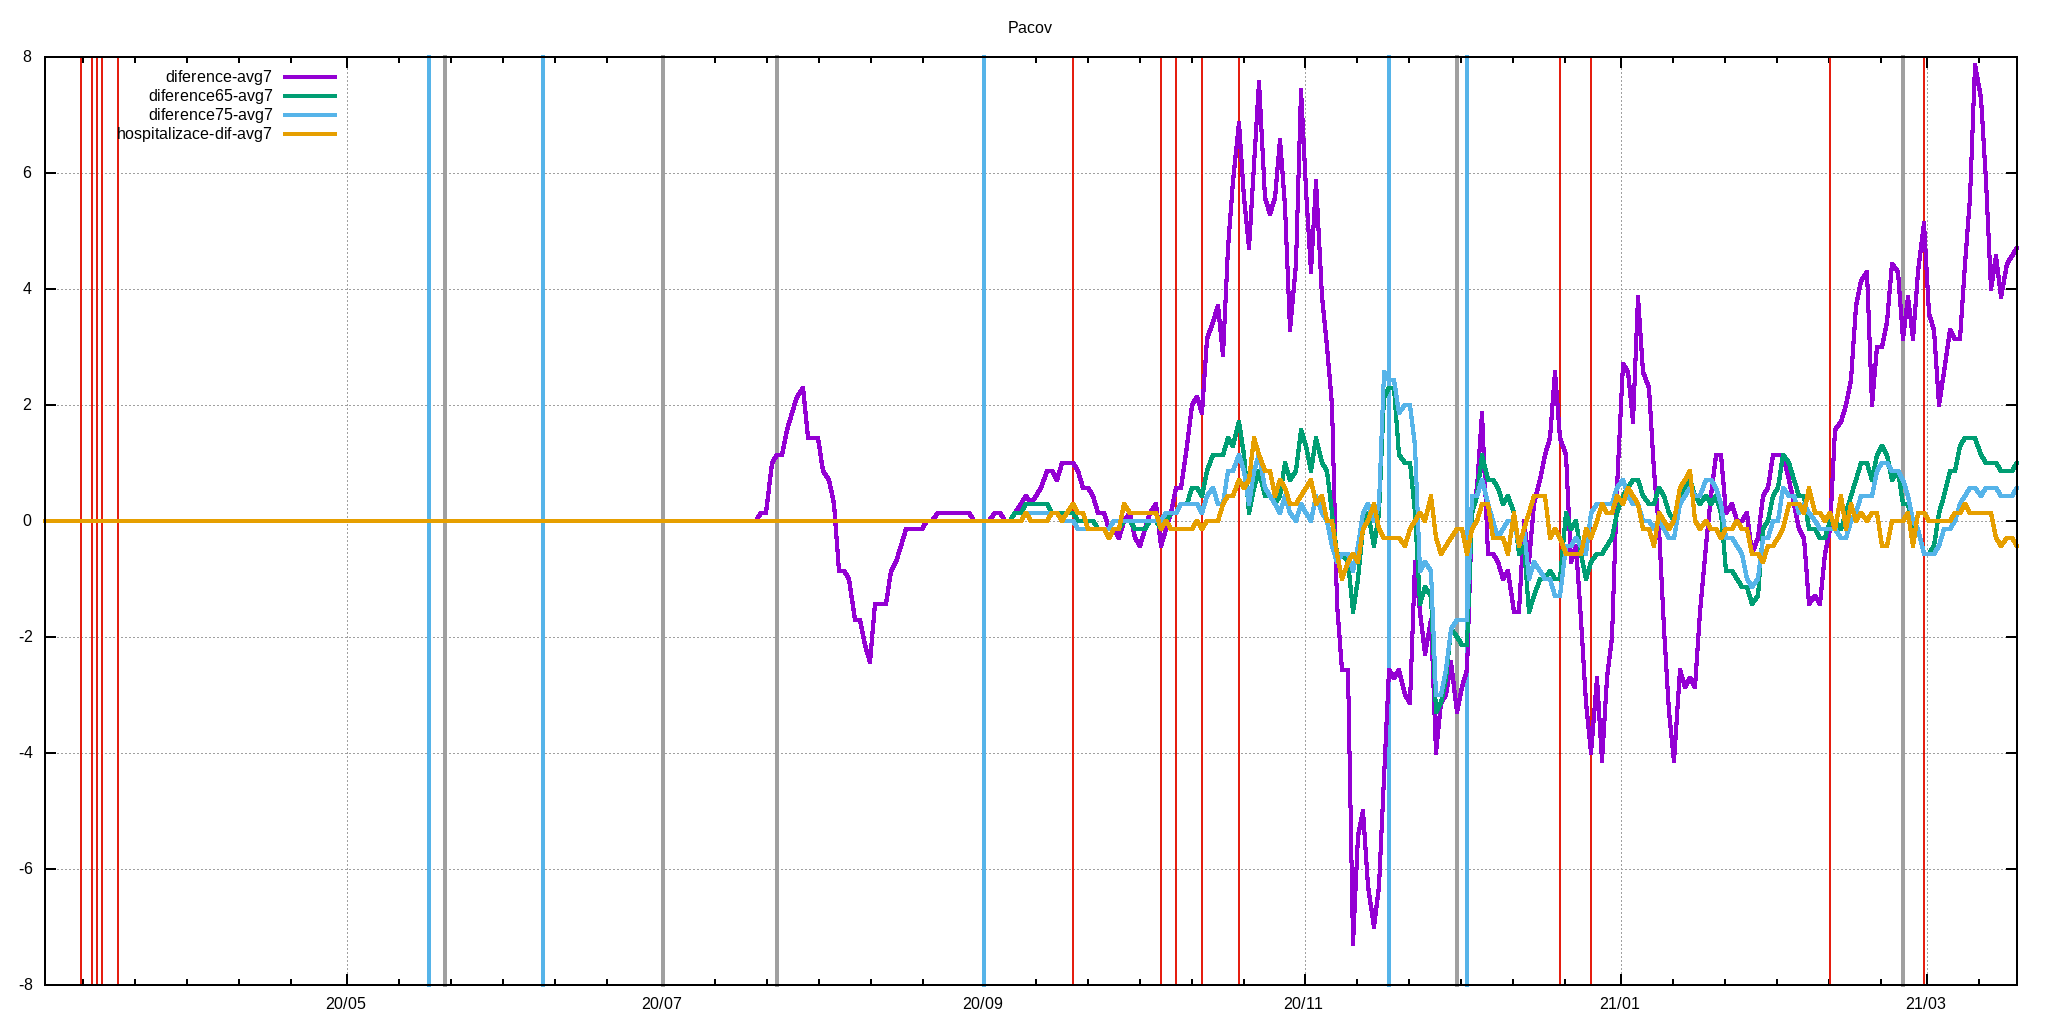 Pacov
diference-avg7
diference65-avg7
diference75-avg7
hospitalizace-dif-avg7
8
6
4
2
0
-2
-4
-6
-8
20/05 20/07 20/09 20/11 21/01 21/03